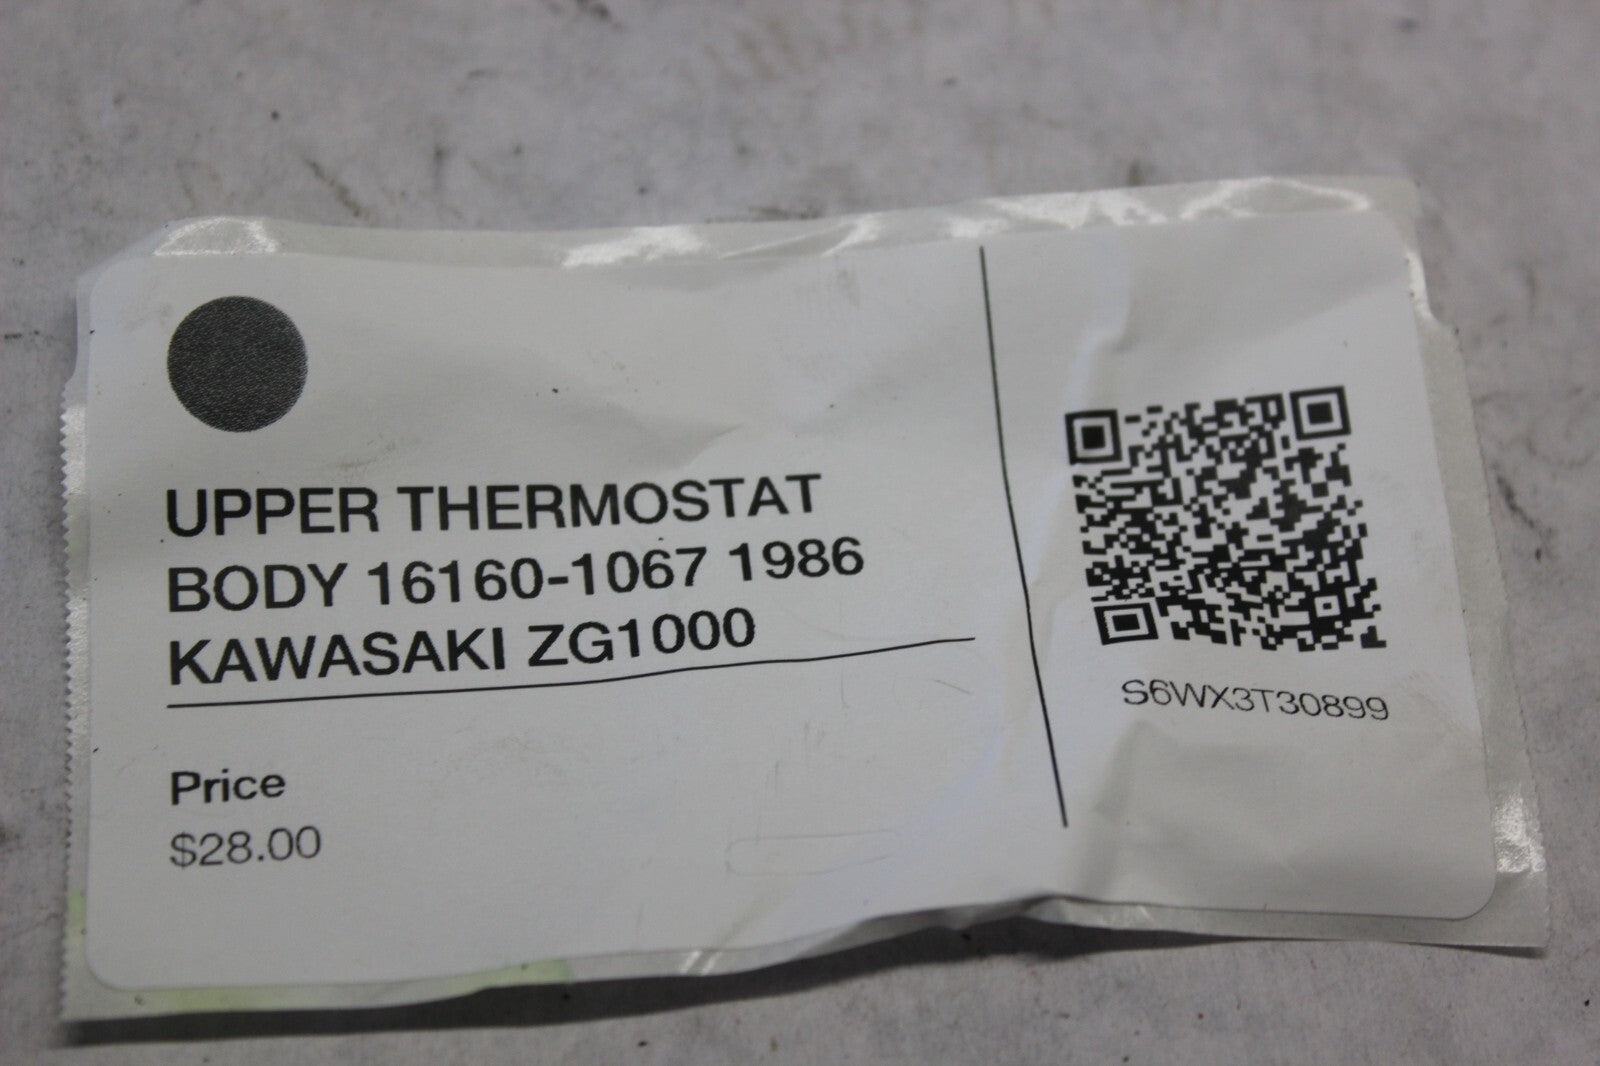 UPPER THERMOSTAT
BODY 16160-1067 1986
KAWASAKI ZG1000
Price
$28.00
S6WX3T30899